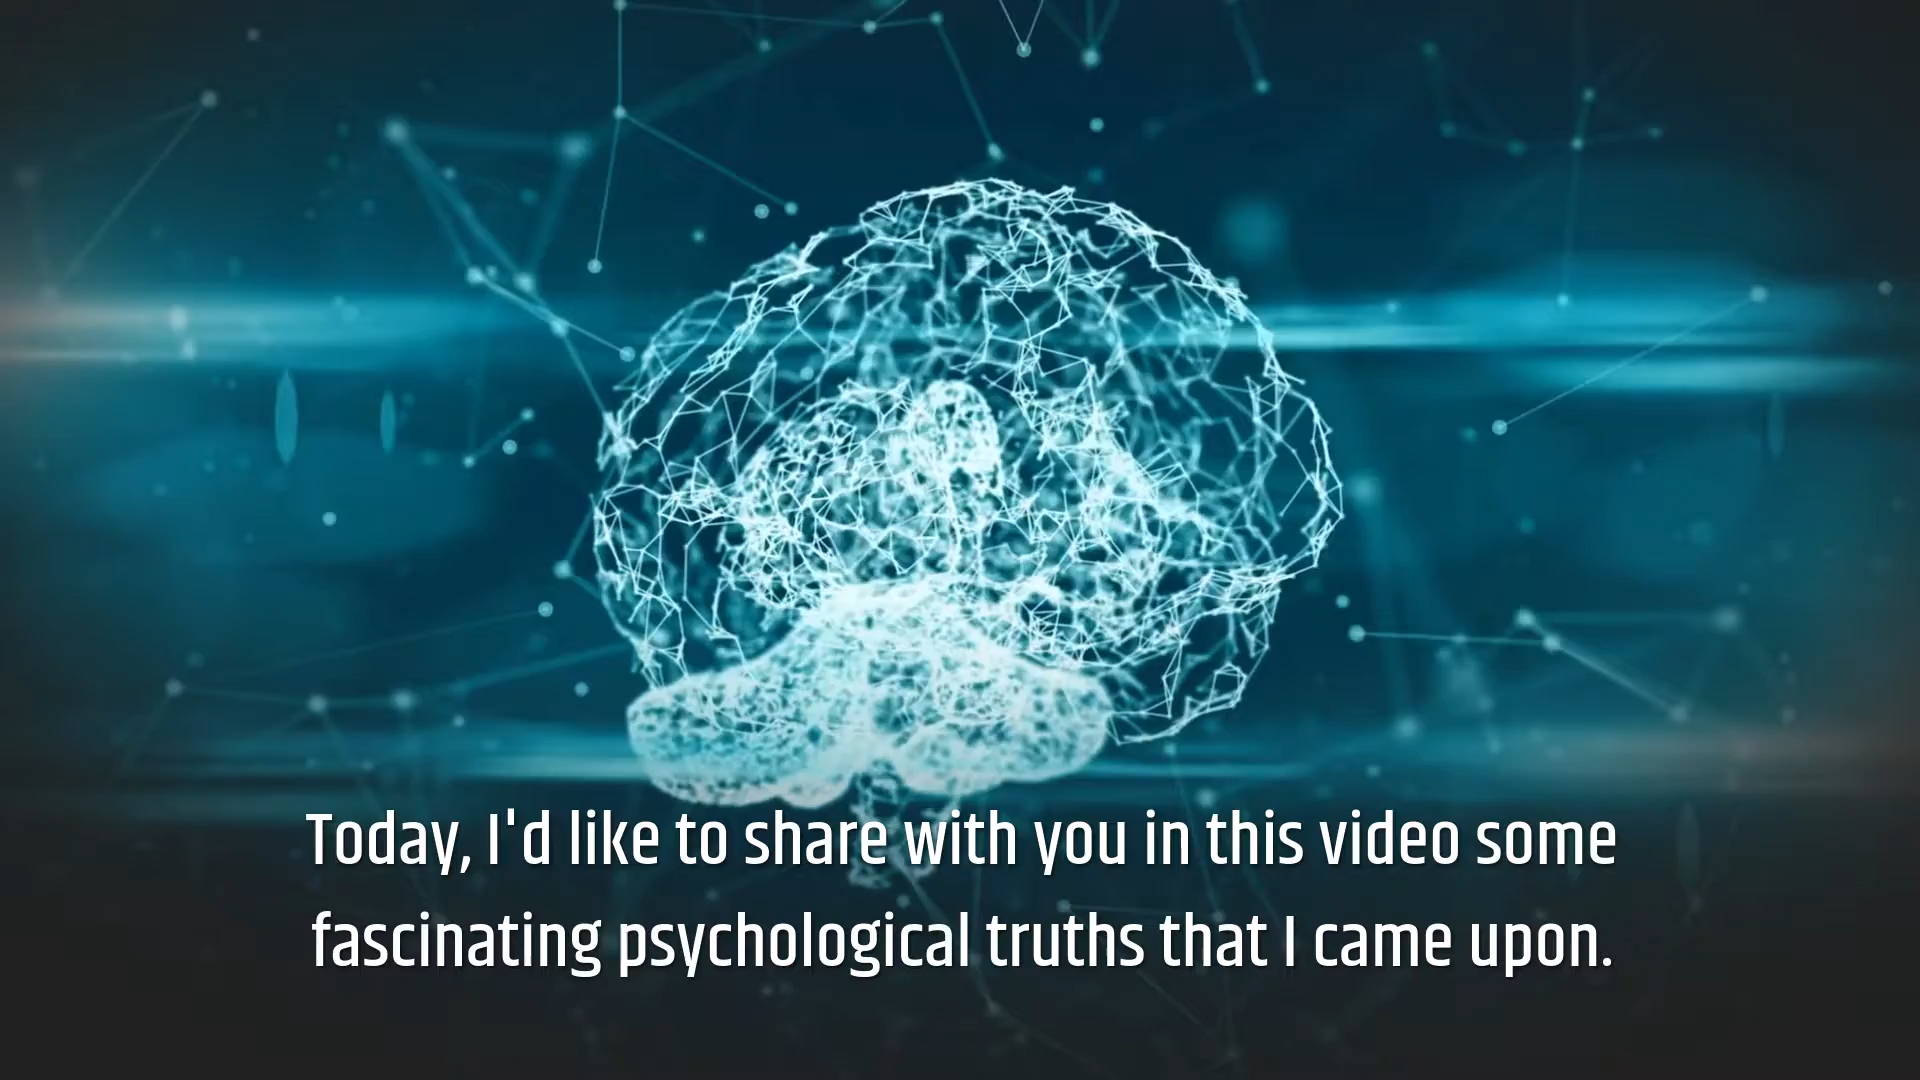 Today, I'd like to share with you in this video some
fascinating psychological truths that I came upon.